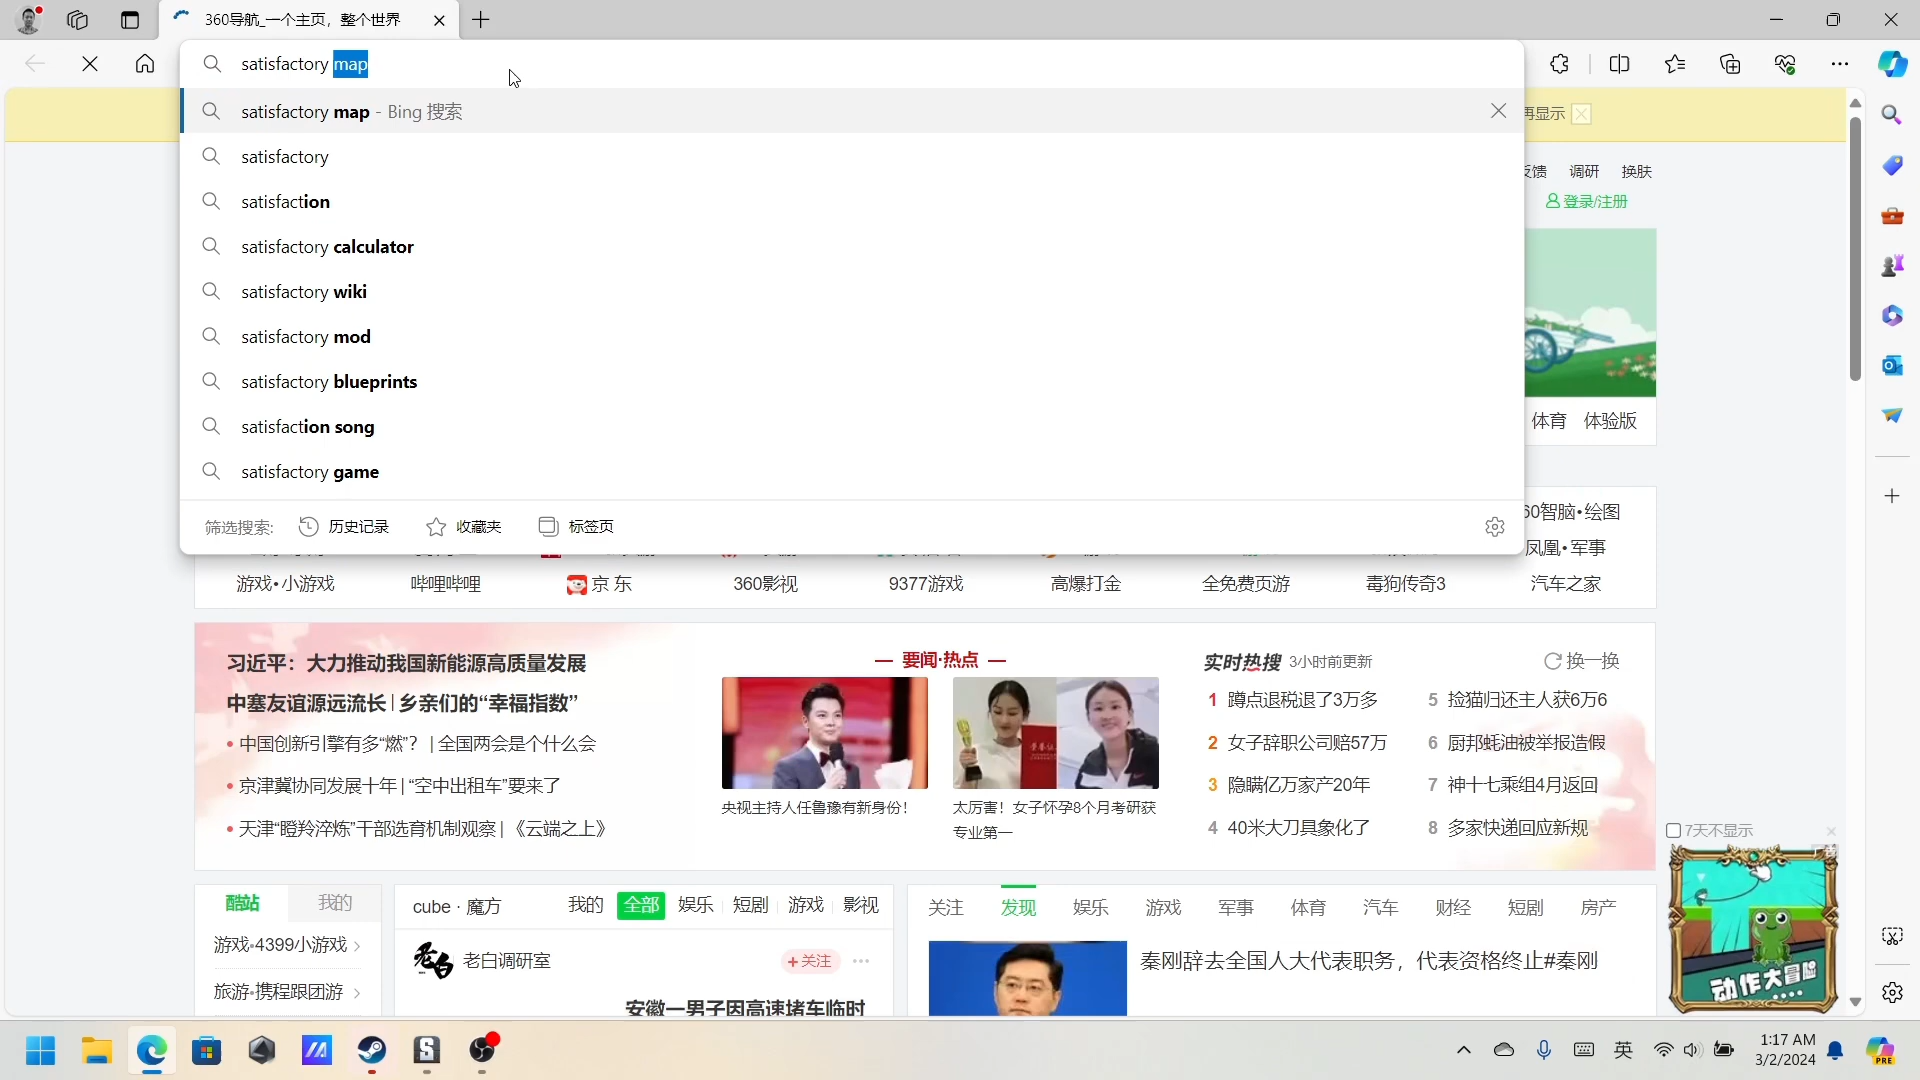 360导航_一个主页，整个世界
satisfactory map
satisfactory map - Bing 搜索
再显示
satisfactory
反馈 调研 换肤
satisfaction
登录/注册
satisfactory calculator
satisfactory wiki
satisfactory mod
satisfactory blueprints
satisfaction song
体育 体验版
satisfactory game
筛选搜索: 历史记录 收藏夹 标签页
60智脑•绘图
凤凰•军事
游戏•小游戏 哔哩哔哩 京东 360影视 9377游戏 高爆打金 全免费页游 毒狗传奇3 汽车之家
习近平：大力推动我国新能源高质量发展
中塞友谊源远流长 | 乡亲们的“幸福指数”
• 中国创新引擎有多“燃”？ | 全国两会是个什么会
• 京津冀协同发展十年 | “空中出租车”要来了
• 天津“瞪羚淬炼”干部选育机制观察 | 《云端之上》
— 要闻·热点 —
央视主持人任鲁豫有新身份！
太厉害！女子怀孕8个月考研获
专业第一
实时热搜 3小时前更新 换一换
1 蹲点退税退了3万多 5 捡猫归还主人获6万6
2 女子辞职公司赔57万 6 厨邦蚝油被举报造假
3 隐瞒亿万家产20年 7 神十七乘组4月返回
4 40米大刀具象化了 8 多家快递回应新规
7天不显示
广告
动作大冒险
酷站 我的
游戏•4399小游戏 >
旅游•携程跟团游 >
cube · 魔方 我的 全部 娱乐 短剧 游戏 影视
老白 老白调研室 +关注
安徽一男子因高速堵车临时
关注 发现 娱乐 游戏 军事 体育 汽车 财经 短剧 房产
秦刚辞去全国人大代表职务，代表资格终止#秦刚
英
1:17 AM
3/2/2024
PRE